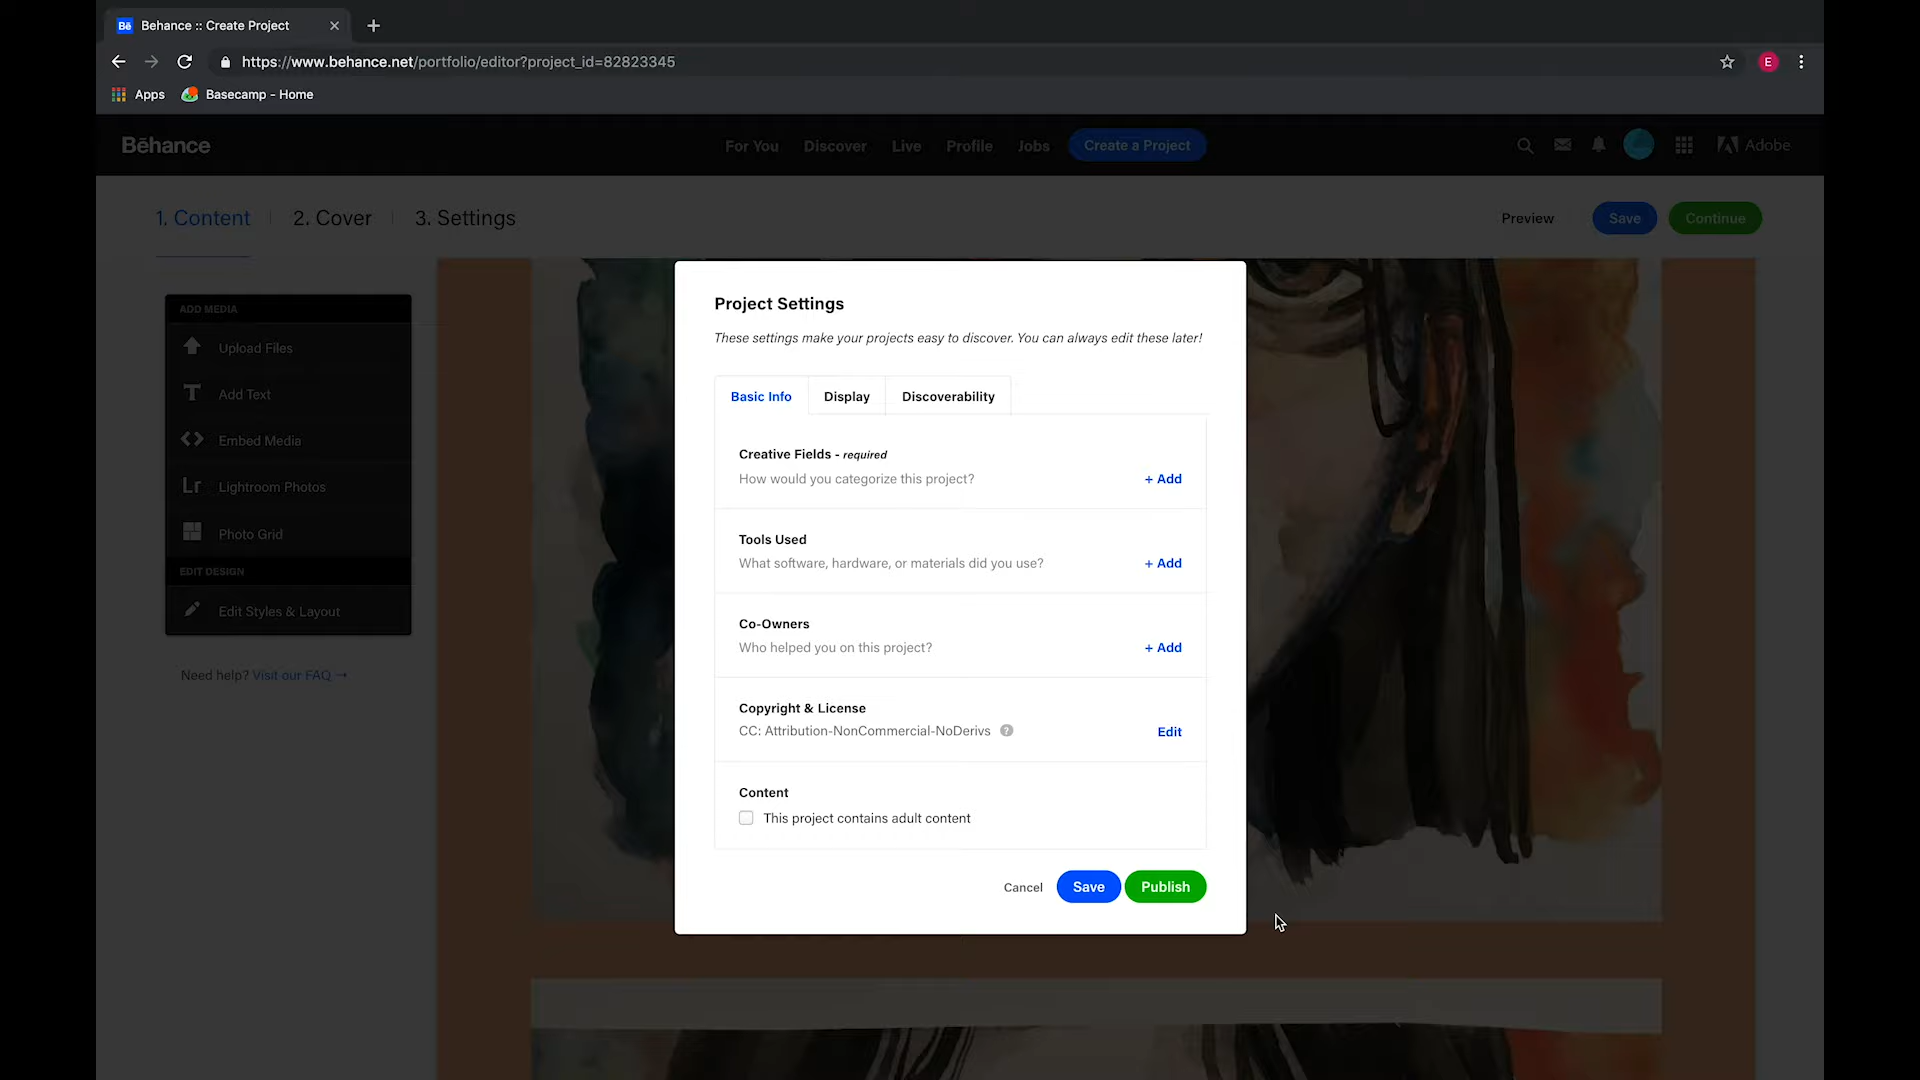 Bē Behance :: Create Project
https://www.behance.net/portfolio/editor?project_id=82823345
E
Apps Basecamp - Home
Bēhance For You Discover Live Profile Jobs Create a Project Adobe
1. Content 2. Cover 3. Settings Preview Save Continue
ADD MEDIA
Upload Files
Add Text
Embed Media
Lr Lightroom Photos
Photo Grid
EDIT DESIGN
Edit Styles & Layout
Need help? Visit our FAQ →
Project Settings
These settings make your projects easy to discover. You can always edit these later!
Basic Info Display Discoverability
Creative Fields - required
How would you categorize this project? + Add
Tools Used
What software, hardware, or materials did you use? + Add
Co-Owners
Who helped you on this project? + Add
Copyright & License
CC: Attribution-NonCommercial-NoDerivs ? Edit
Content
This project contains adult content
Cancel Save Publish